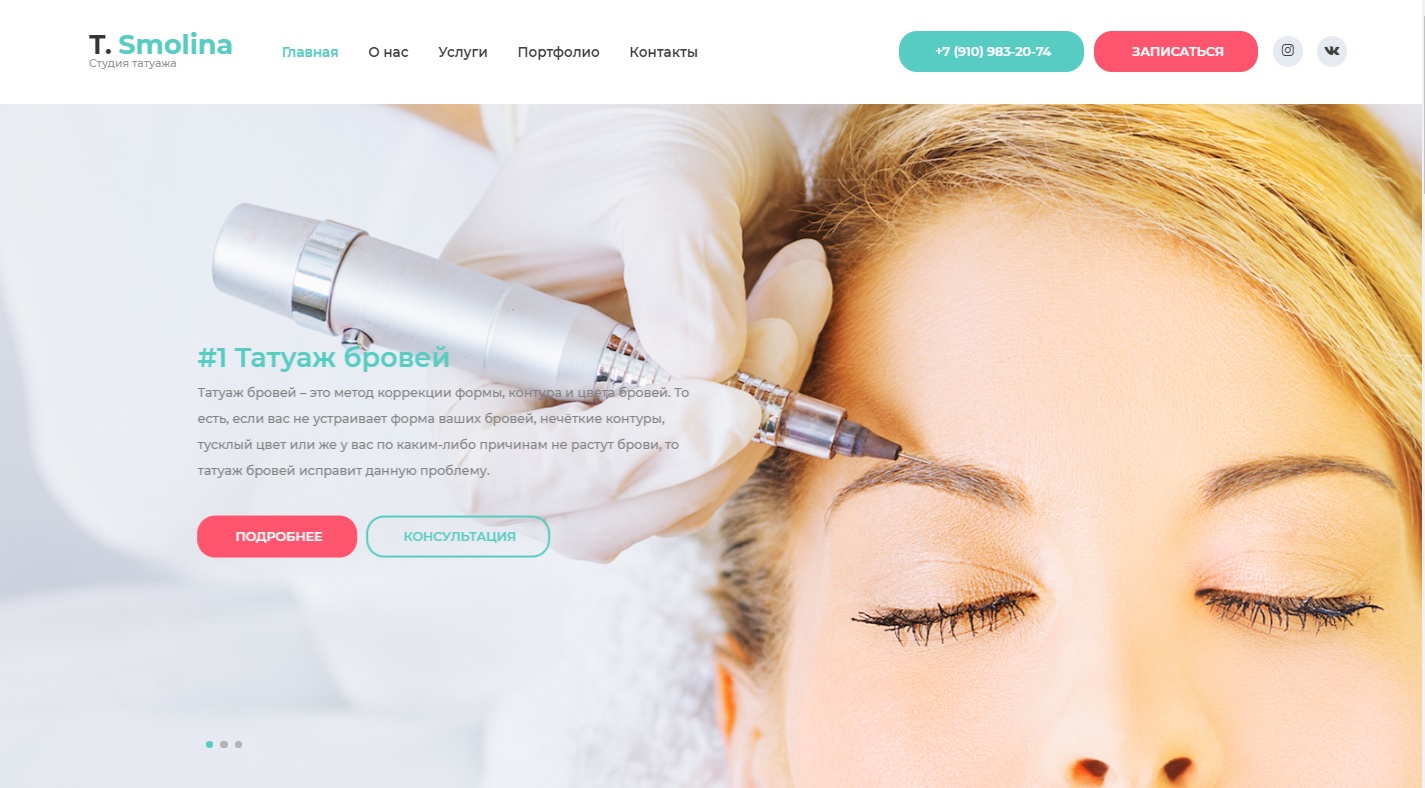 T. Smolina
Студия татуажа
Главная
О нас
Услуги
Портфолио
Контакты
+7 (910) 983-20-74
ЗАПИСАТЬСЯ
#1 Татуаж бровей
Татуаж бровей – это метод коррекции формы, контура и цвета бровей. То
есть, если вас не устраивает форма ваших бровей, нечёткие контуры,
тусклый цвет или же у вас по каким-либо причинам не растут брови, то
татуаж бровей исправит данную проблему.
ПОДРОБНЕЕ
КОНСУЛЬТАЦИЯ